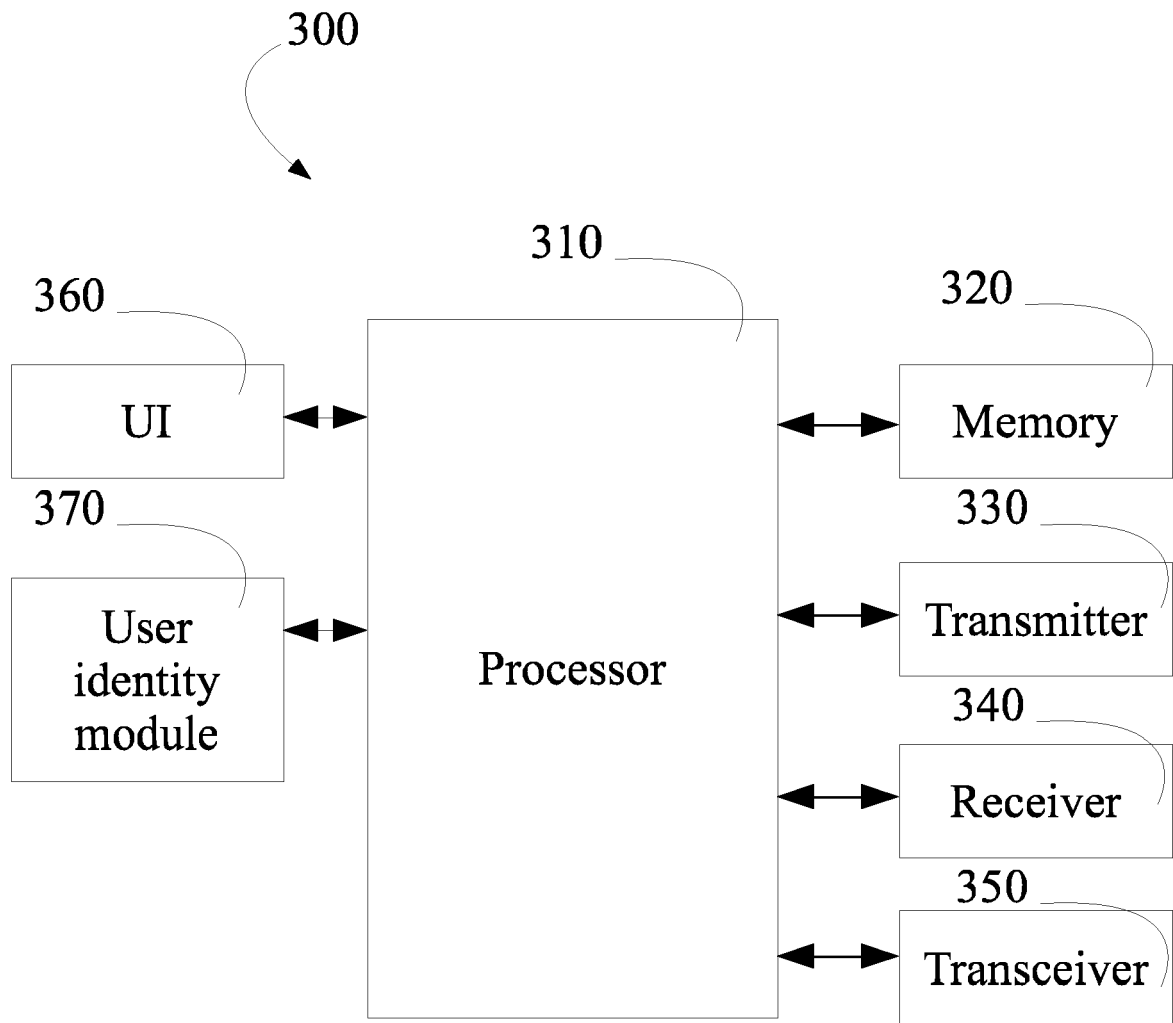 300
310
360
320
UI
Memory
370
330
User
identity
module
Transmitter
Processor
340
Receiver
350
Transceiver